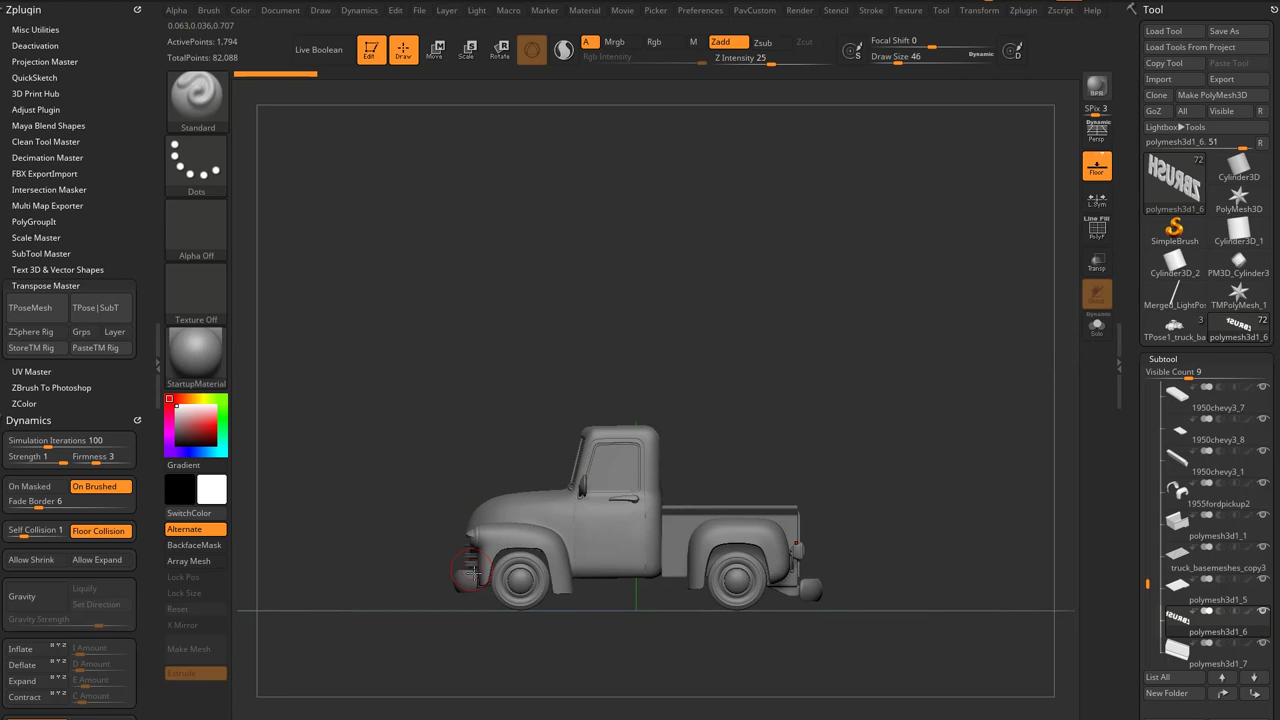 Zplugin
Alpha Brush Color Document Draw Dynamics Edit File Layer Light Macro Marker Material Movie Picker Preferences PavCustom Render Stencil Stroke Texture Tool Transform Zplugin Zscript Help
Tool
0.063,0.036,0.707
ActivePoints: 1,794
TotalPoints: 82,088
Live Boolean
Edit
Draw
Move
Scale
Rotate
A
Mrgb
Rgb
M
Rgb Intensity
Zadd
Zsub
Zcut
Z Intensity 25
S
Focal Shift 0
Draw Size 46
Dynamic
D
Misc Utilities
Deactivation
Projection Master
QuickSketch
3D Print Hub
Adjust Plugin
Maya Blend Shapes
Clean Tool Master
Decimation Master
FBX ExportImport
Intersection Masker
Multi Map Exporter
PolyGroupIt
Scale Master
SubTool Master
Text 3D & Vector Shapes
Transpose Master
TPoseMesh
TPose|SubT
ZSphere Rig
Grps
Layer
StoreTM Rig
PasteTM Rig
UV Master
ZBrush To Photoshop
ZColor
Dynamics
Simulation Iterations 100
Strength 1
Firmness 3
On Masked
On Brushed
Fade Border 6
Self Collision 1
Floor Collision
Allow Shrink
Allow Expand
Gravity
Liquify
Set Direction
Gravity Strength
Inflate
X Y Z
I Amount
Deflate
X Y Z
D Amount
Expand
X Y Z
E Amount
Contract
X Y Z
C Amount
Standard
Dots
Alpha Off
Texture Off
StartupMaterial
Gradient
SwitchColor
Alternate
BackfaceMask
Array Mesh
Lock Pos
Lock Size
Reset
X Mirror
Make Mesh
Extrude
BPR
SPix 3
Dynamic
Persp
Floor
L.Sym
Line Fill
PolyF
Transp
Ghost
Dynamic
Solo
Load Tool
Save As
Load Tools From Project
Copy Tool
Paste Tool
Import
Export
Clone
Make PolyMesh3D
GoZ
All
Visible
R
Lightbox▶Tools
polymesh3d1_6. 51
R
72
ZBRUSH
polymesh3d1_6
Cylinder3D
PolyMesh3D
SimpleBrush
Cylinder3D_1
Cylinder3D_2
PM3D_Cylinder3
Merged_LightPos
TMPolyMesh_1
3
TPose1_truck_ba
72
polymesh3d1_6
Subtool
Visible Count 9
1950chevy3_7
1950chevy3_8
1950chevy3_1
1955fordpickup2
polymesh3d1_1
truck_basemeshes_copy3
polymesh3d1_5
polymesh3d1_6
polymesh3d1_7
List All
New Folder